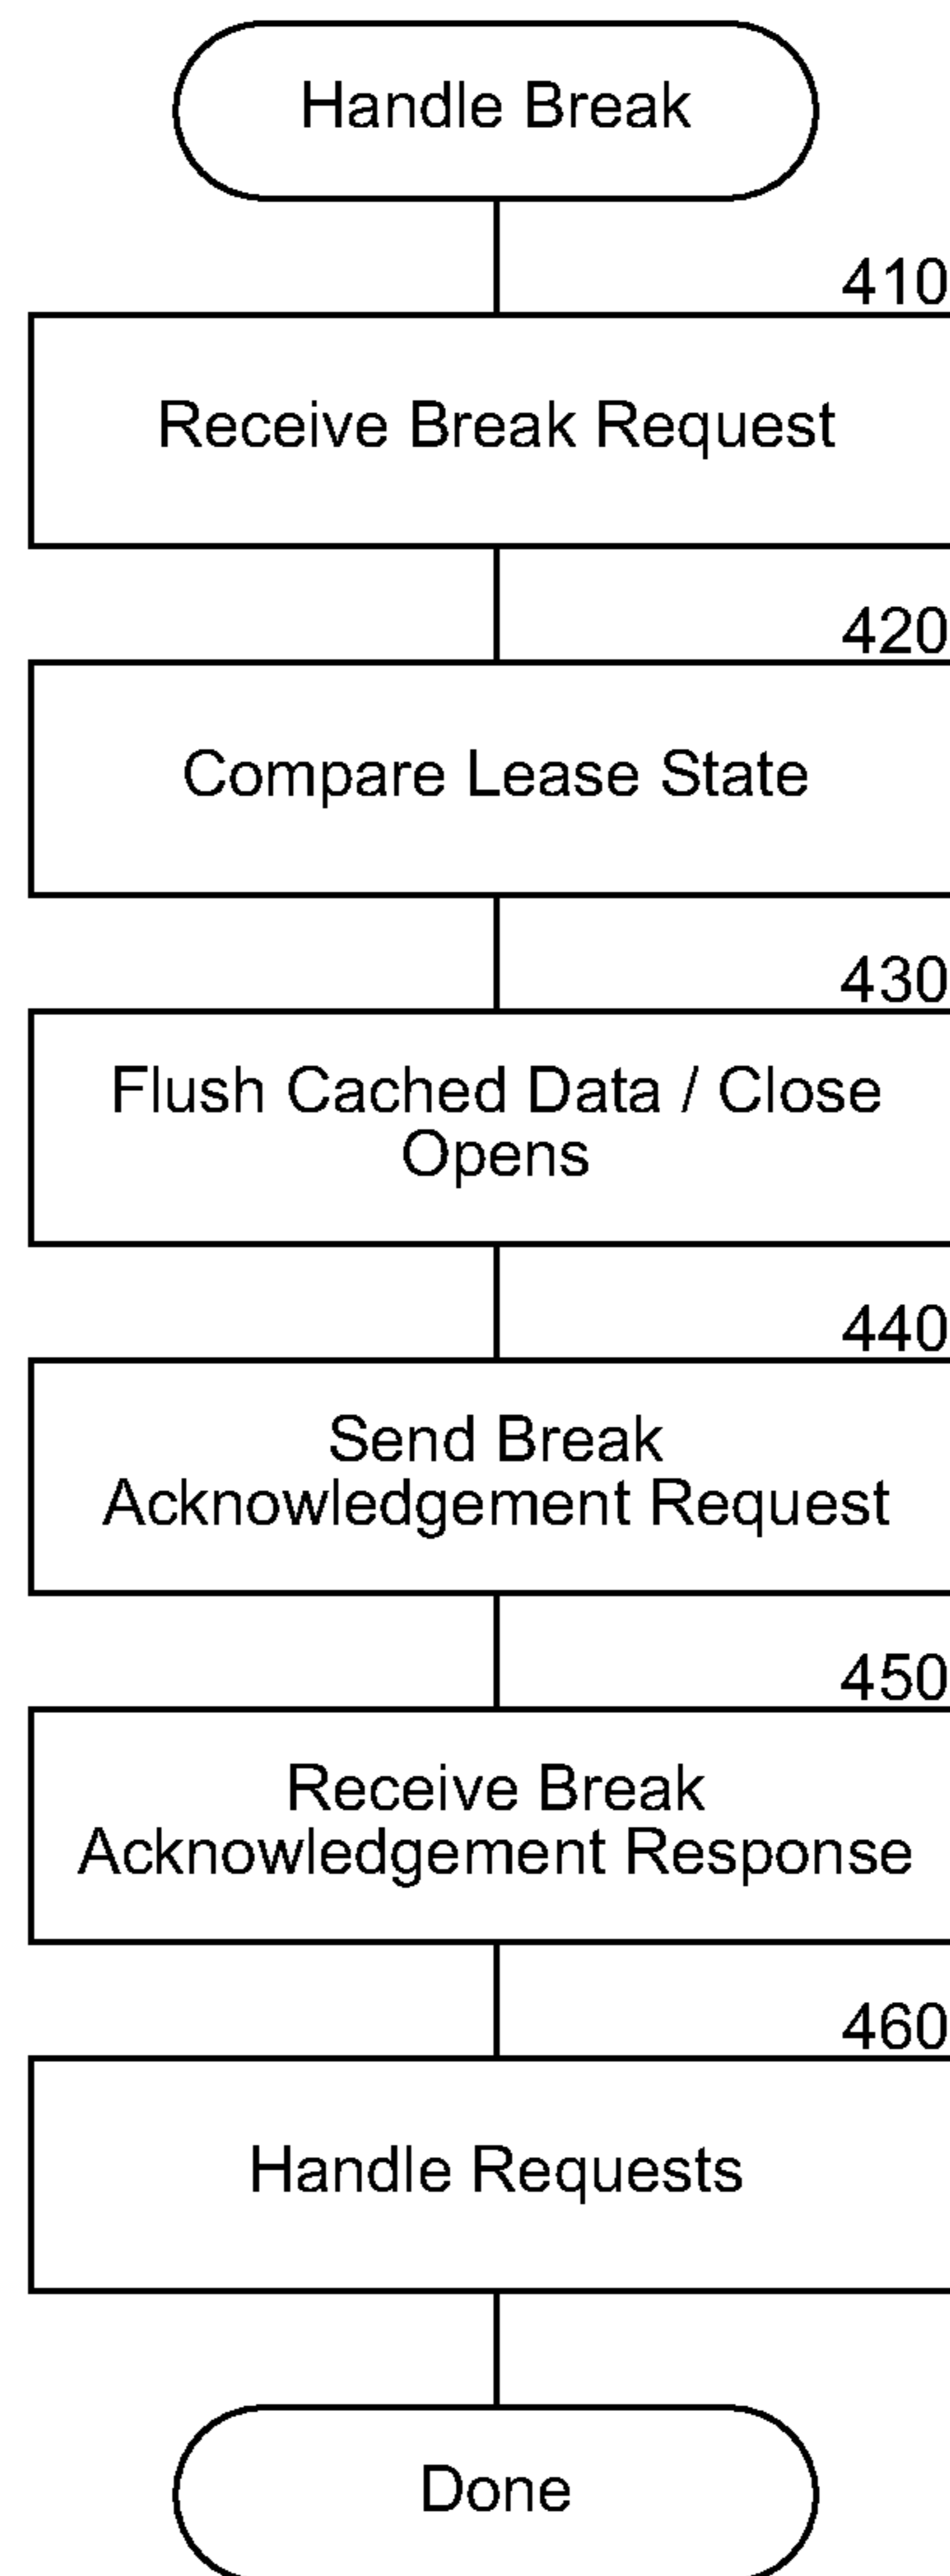 Handle Break
410
Receive Break Request
420
Compare Lease State
430
Flush Cached Data / Close
Opens
440
Send Break
Acknowledgement Request
450
Receive Break
Acknowledgement Response
460
Handle Requests
Done